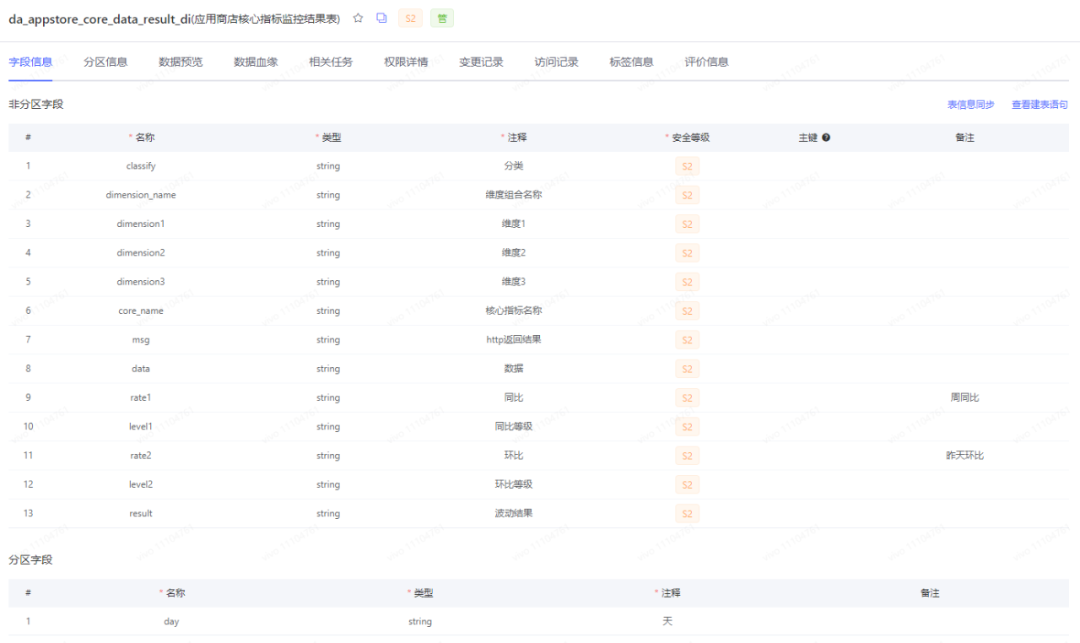 da_appstore_core_data_result_di(应用商店核心指标监控结果表) S2 营
字段信息 分区信息 数据预览 数据血缘 相关任务 权限详情 变更记录 访问记录 标签信息 评价信息
非分区字段 表信息同步 查看建表语句
# * 名称 * 类型 * 注释 * 安全等级 主键 备注
1 classify string 分类 S2
2 dimension_name string 维度组合名称 S2
3 dimension1 string 维度1 S2
4 dimension2 string 维度2 S2
5 dimension3 string 维度3 S2
6 core_name string 核心指标名称 S2
7 msg string http返回结果 S2
8 data string 数据 S2
9 rate1 string 同比 S2 周同比
10 level1 string 同比等级 S2
11 rate2 string 环比 S2 昨天环比
12 level2 string 环比等级 S2
13 result string 波动结果 S2
分区字段
# * 名称 * 类型 * 注释 备注
1 day string 天